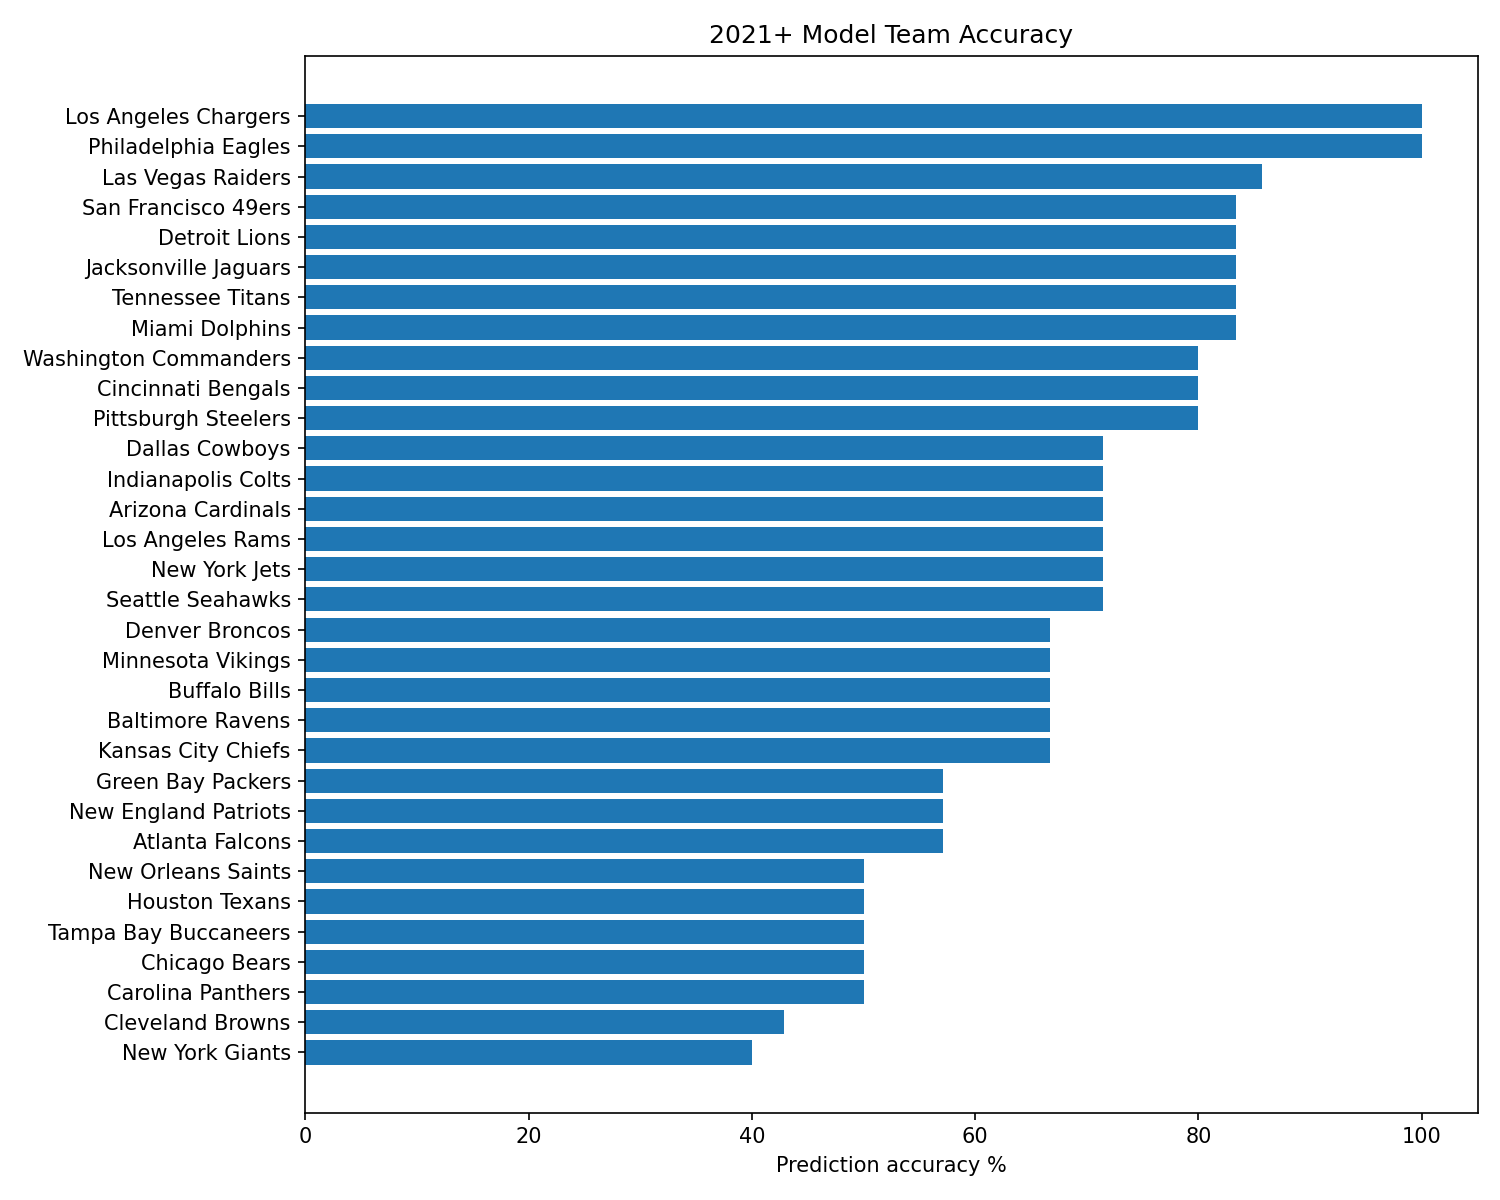 2021+ Model Team Accuracy
Los Angeles Chargers
Philadelphia Eagles
Las Vegas Raiders
San Francisco 49ers
Detroit Lions
Jacksonville Jaguars
Tennessee Titans
Miami Dolphins
Washington Commanders
Cincinnati Bengals
Pittsburgh Steelers
Dallas Cowboys
Indianapolis Colts
Arizona Cardinals
Los Angeles Rams
New York Jets
Seattle Seahawks
Denver Broncos
Minnesota Vikings
Buffalo Bills
Baltimore Ravens
Kansas City Chiefs
Green Bay Packers
New England Patriots
Atlanta Falcons
New Orleans Saints
Houston Texans
Tampa Bay Buccaneers
Chicago Bears
Carolina Panthers
Cleveland Browns
New York Giants
0 20 40 60 80 100
Prediction accuracy %